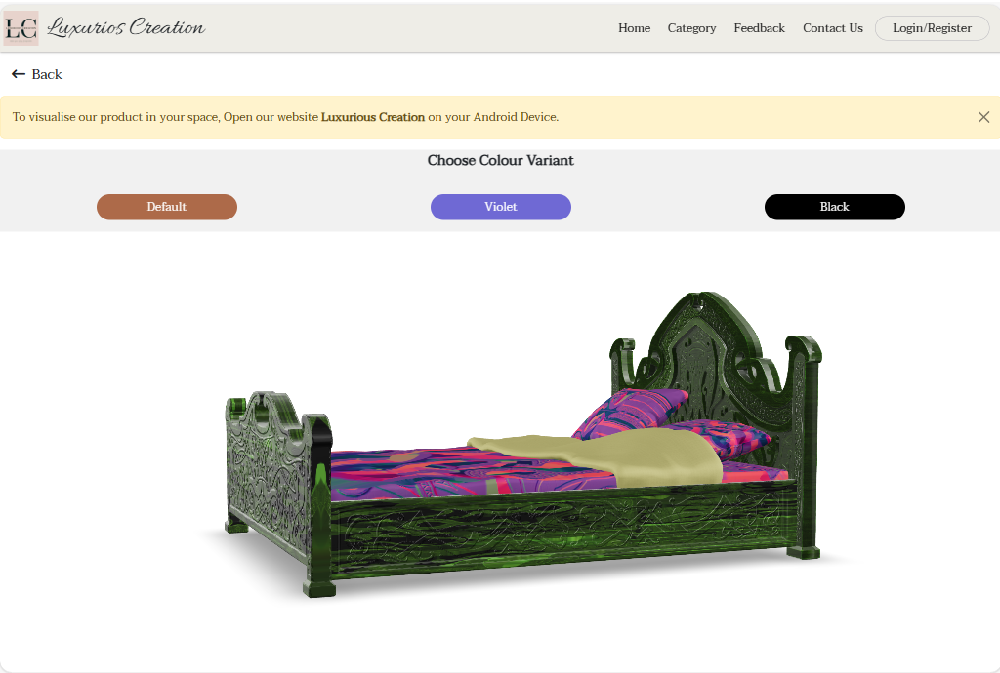 LC Luxurios Creation
Home Category Feedback Contact Us Login/Register
← Back
To visualise our product in your space, Open our website Luxurious Creation on your Android Device.
Choose Colour Variant
Default Violet Black